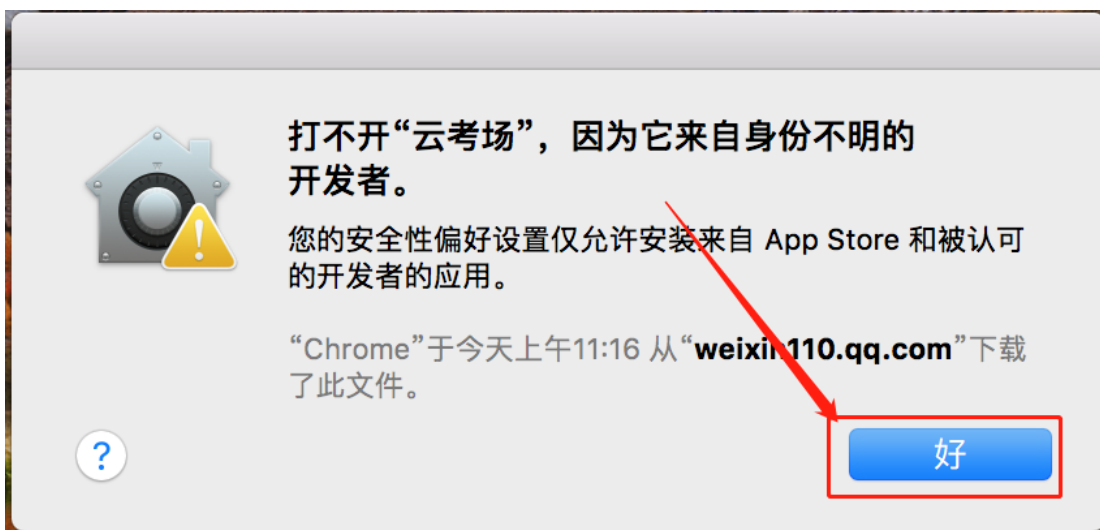 打不开“云考场”，因为它来自身份不明的
开发者。
您的安全性偏好设置仅允许安装来自 App Store 和被认可
的开发者的应用。
“Chrome”于今天上午11:16 从“weixin110.qq.com”下载
了此文件。
?
好